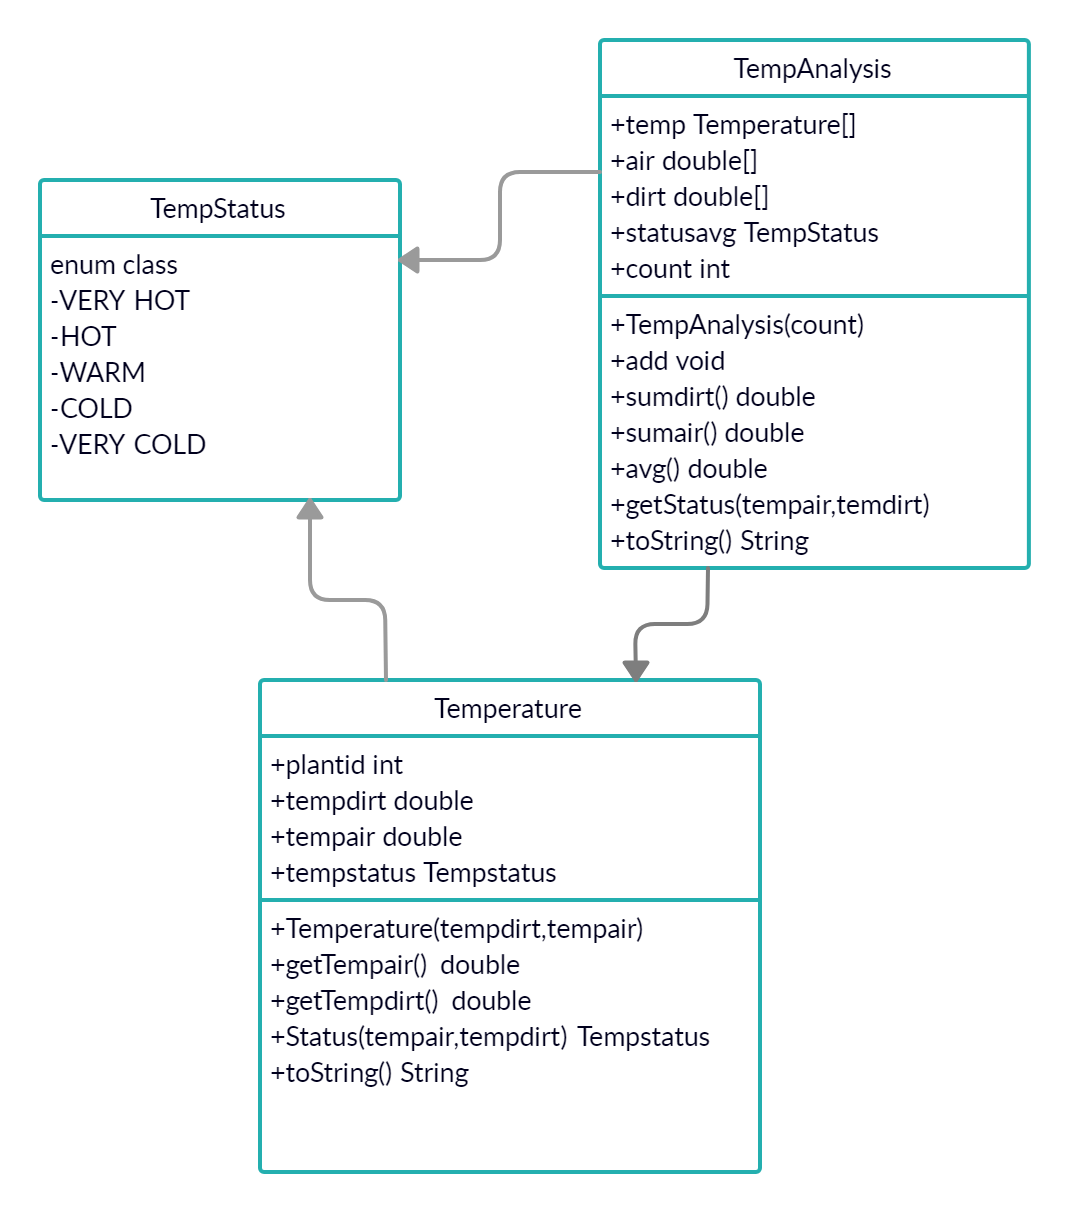 TempAnalysis
+temp Temperature[]
+air double[]
+dirt double[]
+statusavg TempStatus
+count int
+TempAnalysis(count)
+add void
+sumdirt() double
+sumair() double
+avg() double
+getStatus(tempair,temdirt)
+toString() String
TempStatus
enum class
-VERY HOT
-HOT
-WARM
-COLD
-VERY COLD
Temperature
+plantid int
+tempdirt double
+tempair double
+tempstatus Tempstatus
+Temperature(tempdirt,tempair)
+getTempair()  double
+getTempdirt()  double
+Status(tempair,tempdirt) Tempstatus
+toString() String